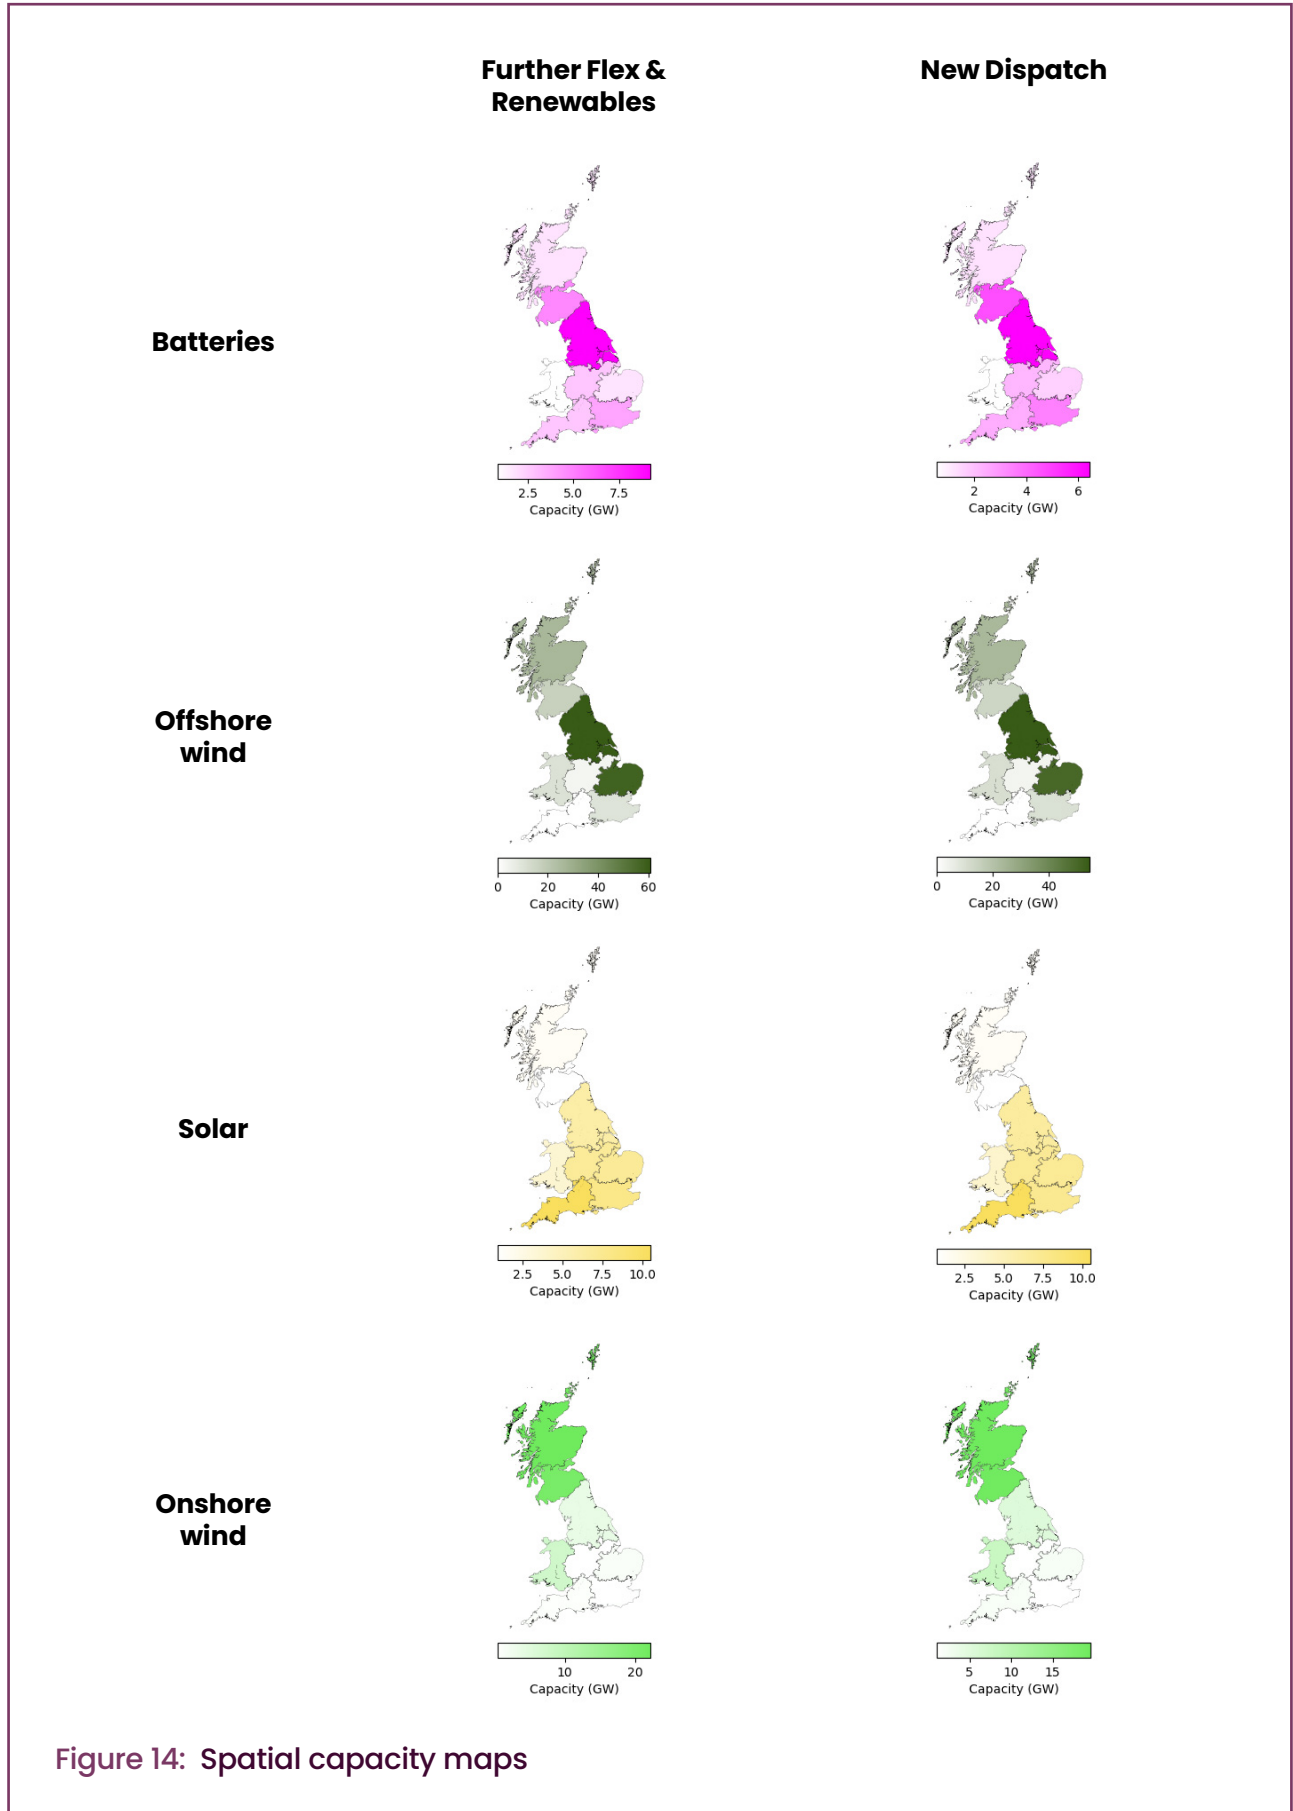 Further Flex &
Renewables
New Dispatch
Batteries
2.5 5.0 7.5
Capacity (GW)
2 4 6
Capacity (GW)
Offshore
wind
0 20 40 60
Capacity (GW)
0 20 40
Capacity (GW)
Solar
2.5 5.0 7.5 10.0
Capacity (GW)
2.5 5.0 7.5 10.0
Capacity (GW)
Onshore
wind
10 20
Capacity (GW)
5 10 15
Capacity (GW)
Figure 14: Spatial capacity maps